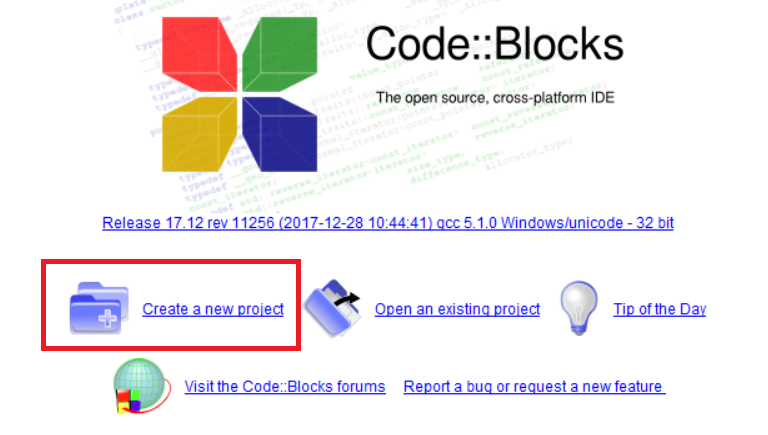 Code::Blocks
The open source, cross-platform IDE
Release 17.12 rev 11256 (2017-12-28 10:44:41) gcc 5.1.0 Windows/unicode - 32 bit
Create a new project
Open an existing project
Tip of the Day
Visit the Code::Blocks forums
Report a bug or request a new feature